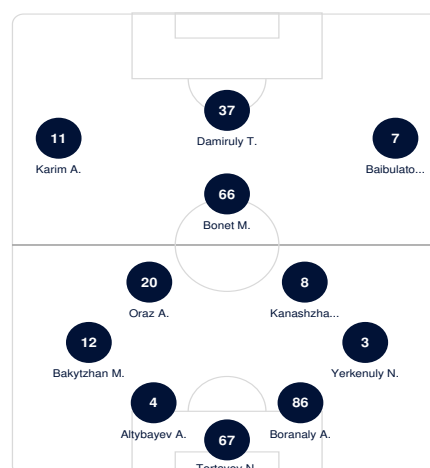 37
Damiruly T.
11
Karim A.
7
Baibulato...
66
Bonet M.
20
Oraz A.
8
Kanashzha...
12
Bakytzhan M.
3
Yerkenuly N.
4
Altybayev A.
86
Boranaly A.
67